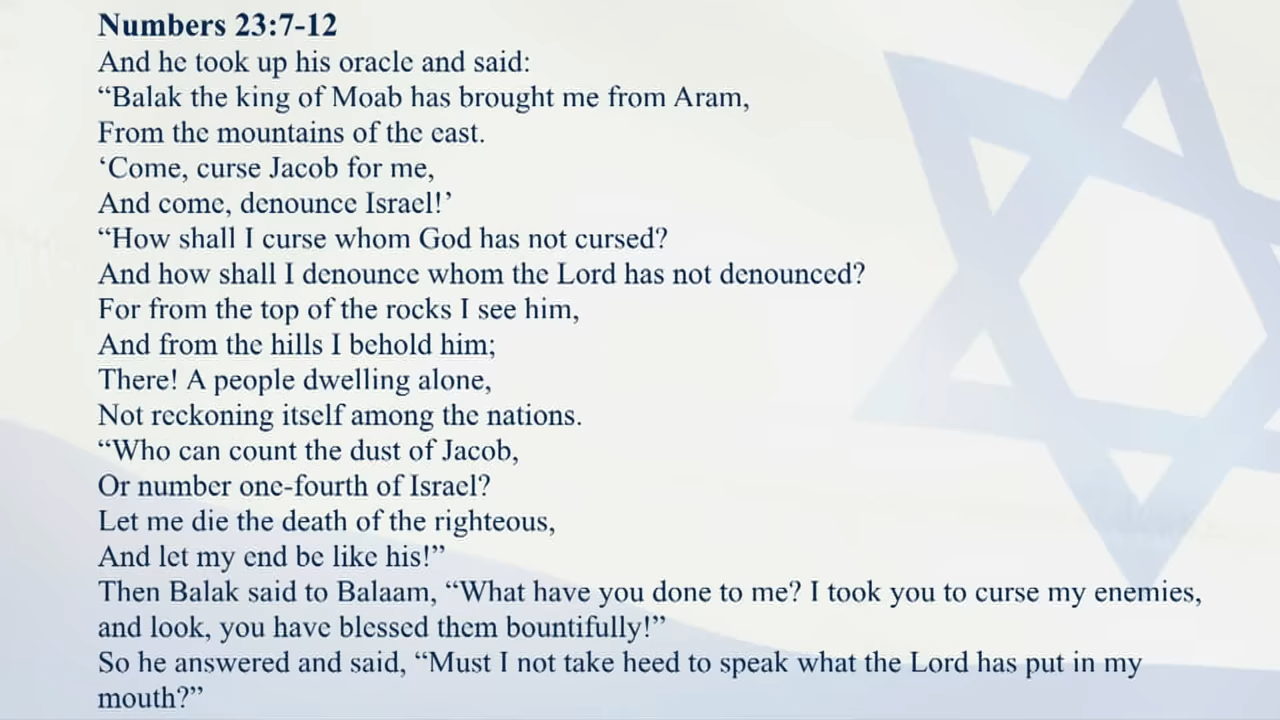 Numbers 23:7-12
And he took up his oracle and said:
“Balak the king of Moab has brought me from Aram,
From the mountains of the east.
‘Come, curse Jacob for me,
And come, denounce Israel!’
“How shall I curse whom God has not cursed?
And how shall I denounce whom the Lord has not denounced?
For from the top of the rocks I see him,
And from the hills I behold him;
There! A people dwelling alone,
Not reckoning itself among the nations.
“Who can count the dust of Jacob,
Or number one-fourth of Israel?
Let me die the death of the righteous,
And let my end be like his!”
Then Balak said to Balaam, “What have you done to me? I took you to curse my enemies,
and look, you have blessed them bountifully!”
So he answered and said, “Must I not take heed to speak what the Lord has put in my
mouth?”